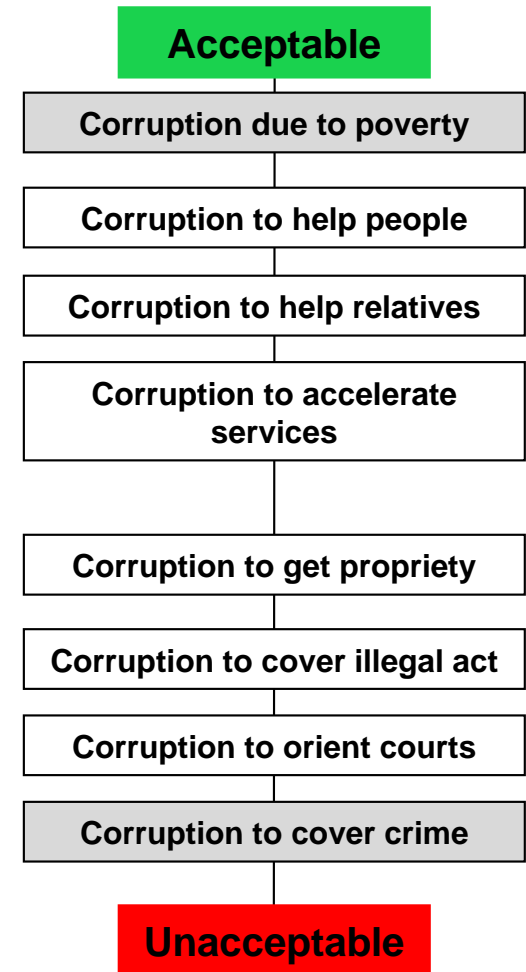 Acceptable
Corruption due to poverty
Corruption to help people
Corruption to help relatives
Corruption to accelerate
services
Corruption to get propriety
Corruption to cover illegal act
Corruption to orient courts
Corruption to cover crime
Unacceptable